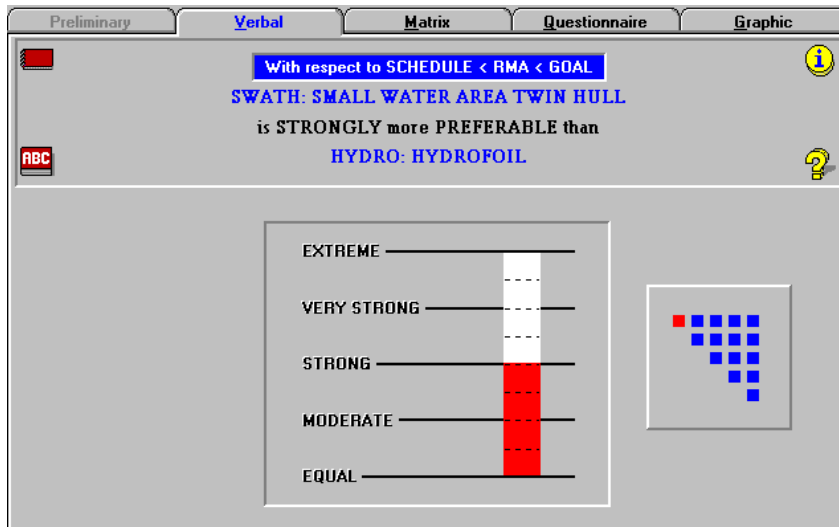 Preliminary
Verbal
Matrix
Questionnaire
Graphic
With respect to SCHEDULE < RMA < GOAL
SWATH: SMALL WATER AREA TWIN HULL
is STRONGLY more PREFERABLE than
HYDRO: HYDROFOIL
ABC
EXTREME
VERY STRONG
STRONG
MODERATE
EQUAL